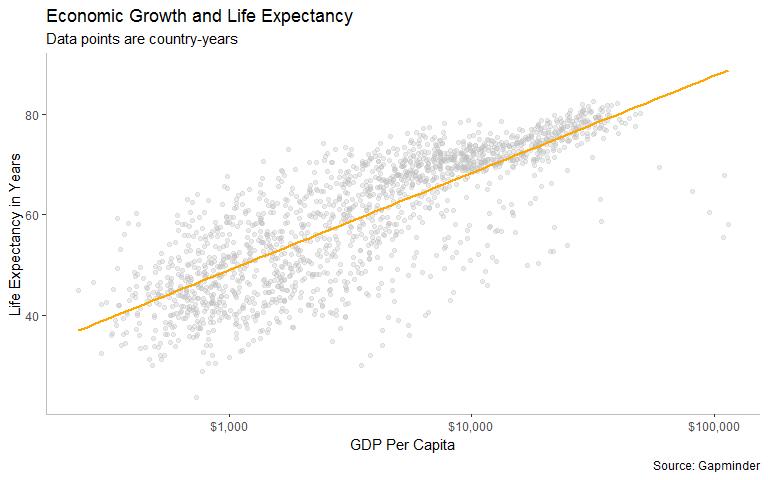 Economic Growth and Life Expectancy
Data points are country-years
Life Expectancy in Years
80
60
40
$1,000
$10,000
$100,000
GDP Per Capita
Source: Gapminder